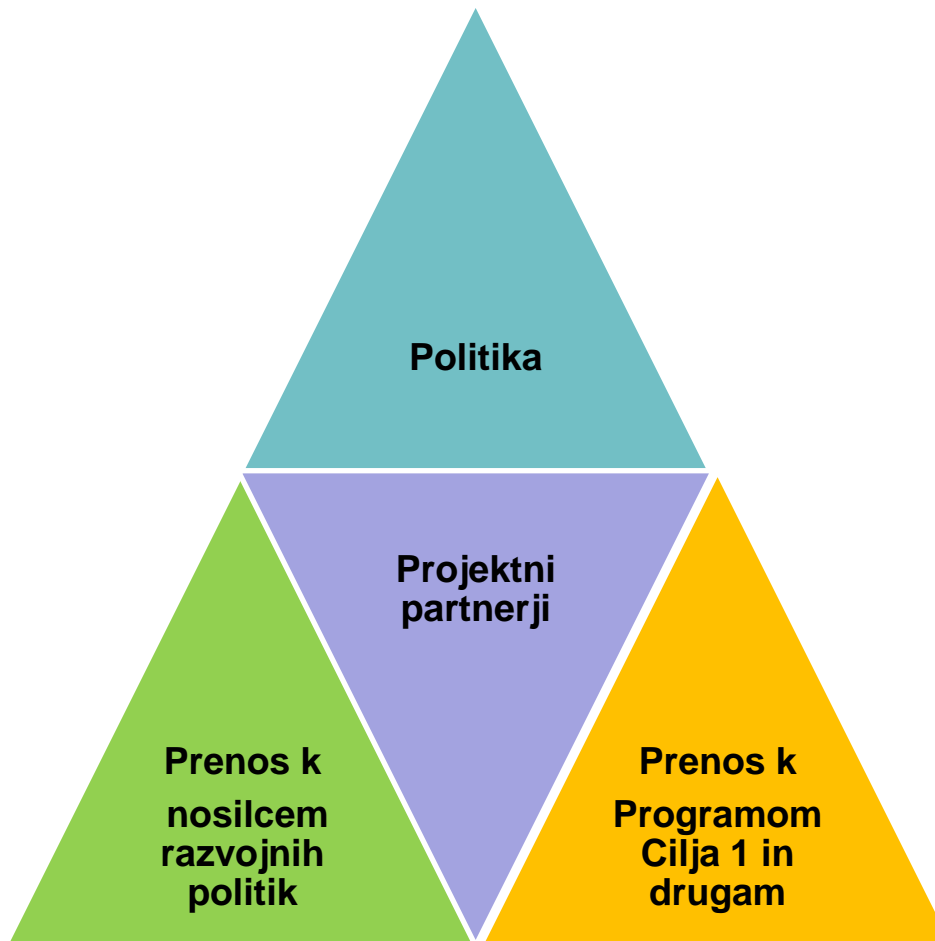 Politika
Projektni
partnerji
Prenos k
nosilcem
razvojnih
politik
Prenos k
Programom
Cilja 1 in
drugam